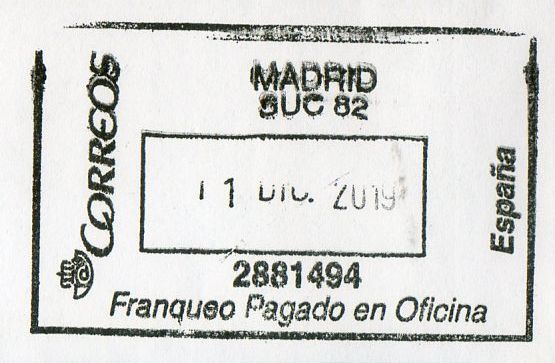 MADRID
SUC 82
CORREOS
11 DIC. 2019
España
2881494
Franqueo Pagado en Oficina